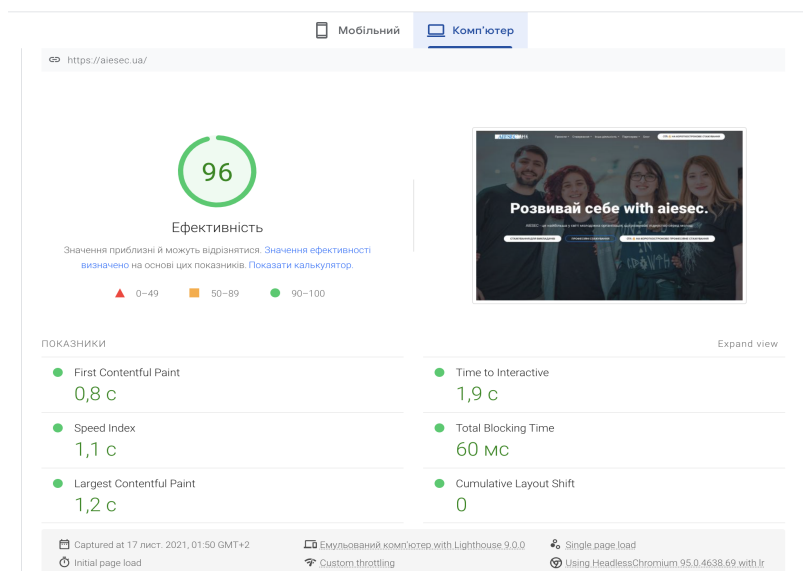 Мобільний
Комп'ютер
https://aiesec.ua/
96
Ефективність
Значення приблизні й можуть відрізнятися. Значення ефективності
визначено на основі цих показників. Показати калькулятор.
0–49
50–89
90–100
Розвивай себе with aiesec.
ПОКАЗНИКИ
Expand view
First Contentful Paint
0,8 с
Time to Interactive
1,9 с
Speed Index
1,1 с
Total Blocking Time
60 мс
Largest Contentful Paint
1,2 с
Cumulative Layout Shift
0
Captured at 17 лист. 2021, 01:50 GMT+2
Емульований комп'ютер with Lighthouse 9.0.0
Single page load
Initial page load
Custom throttling
Using HeadlessChromium 95.0.4638.69 with lr